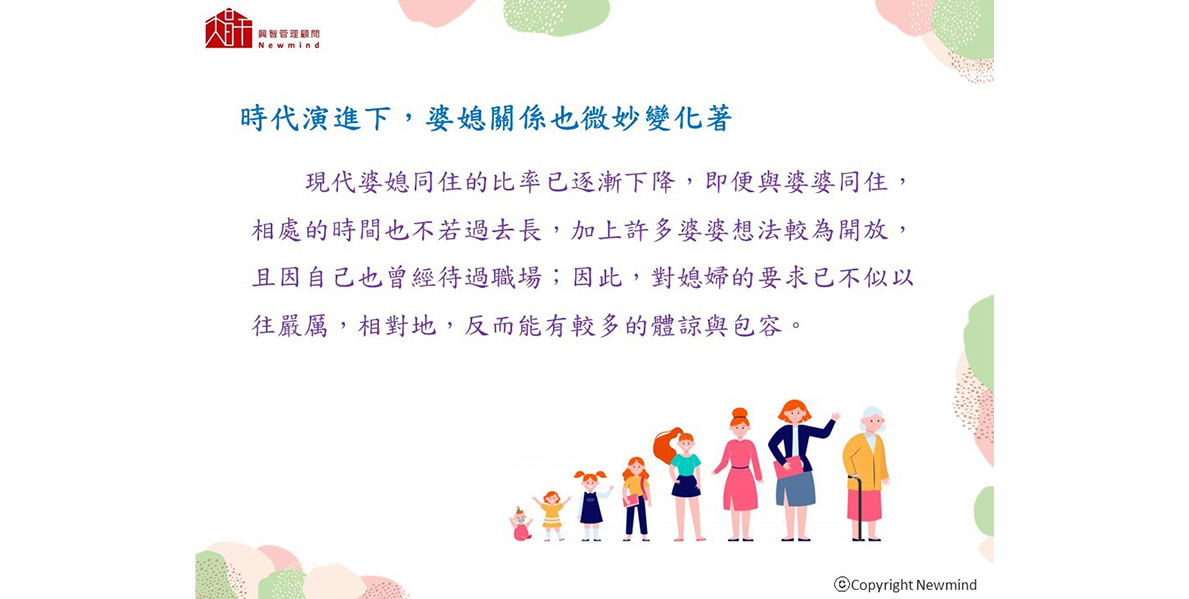 興智管理顧問
Newmind
時代演進下，婆媳關係也微妙變化著
現代婆媳同住的比率已逐漸下降，即便與婆婆同住，
相處的時間也不若過去長，加上許多婆婆想法較為開放，
且因自己也曾經待過職場；因此，對媳婦的要求已不似以
往嚴厲，相對地，反而能有較多的體諒與包容。
©Copyright Newmind